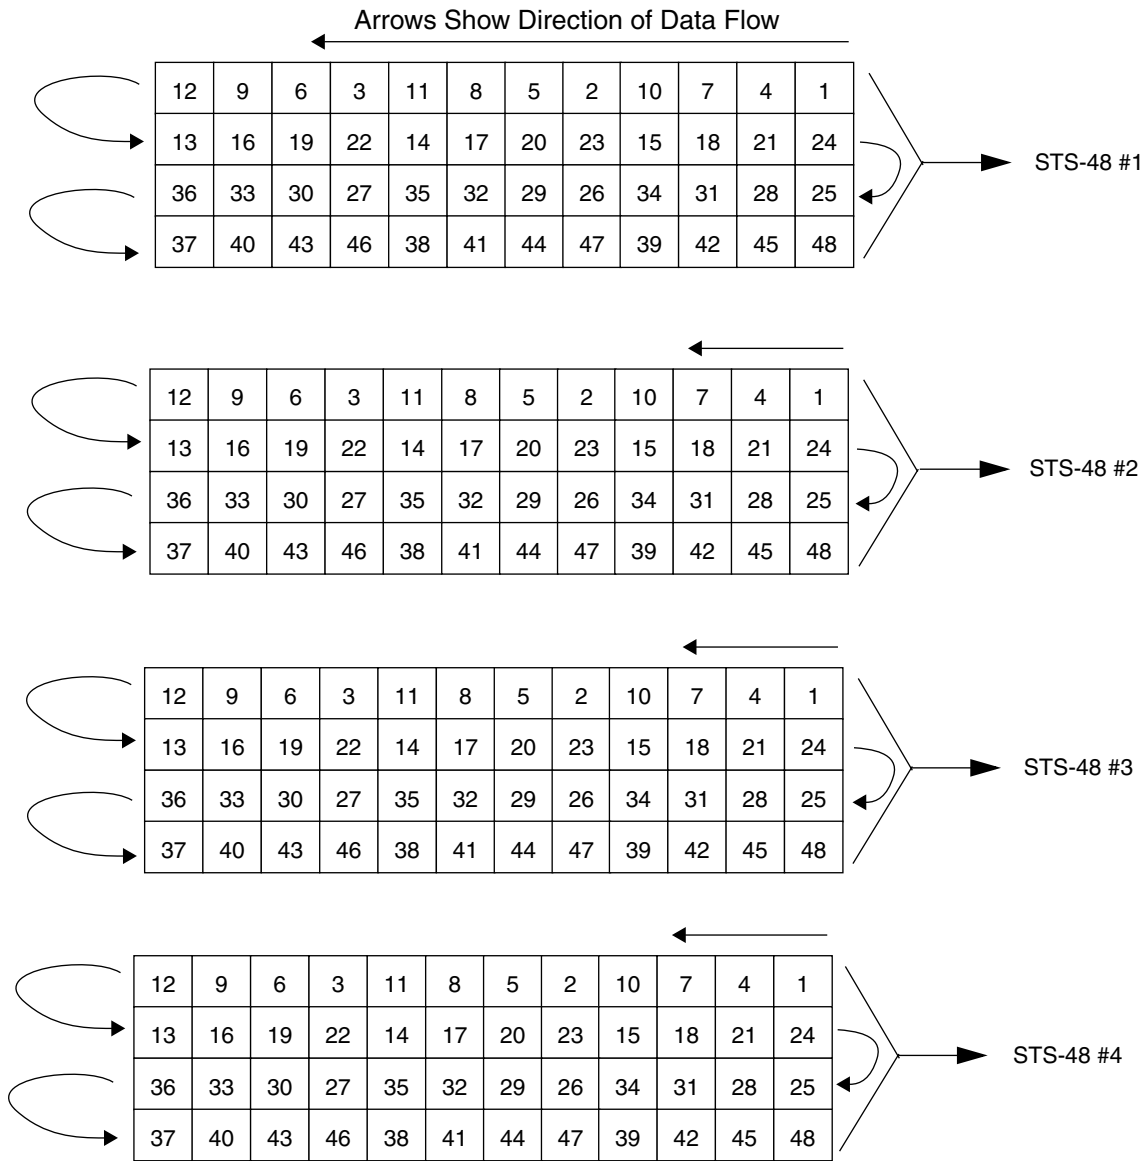 Arrows Show Direction of Data Flow
12 9 6 3 11 8 5 2 10 7 4 1
13 16 19 22 14 17 20 23 15 18 21 24
STS-48 #1
36 33 30 27 35 32 29 26 34 31 28 25
37 40 43 46 38 41 44 47 39 42 45 48
12 9 6 3 11 8 5 2 10 7 4 1
13 16 19 22 14 17 20 23 15 18 21 24
STS-48 #2
36 33 30 27 35 32 29 26 34 31 28 25
37 40 43 46 38 41 44 47 39 42 45 48
12 9 6 3 11 8 5 2 10 7 4 1
13 16 19 22 14 17 20 23 15 18 21 24
STS-48 #3
36 33 30 27 35 32 29 26 34 31 28 25
37 40 43 46 38 41 44 47 39 42 45 48
12 9 6 3 11 8 5 2 10 7 4 1
13 16 19 22 14 17 20 23 15 18 21 24
STS-48 #4
36 33 30 27 35 32 29 26 34 31 28 25
37 40 43 46 38 41 44 47 39 42 45 48